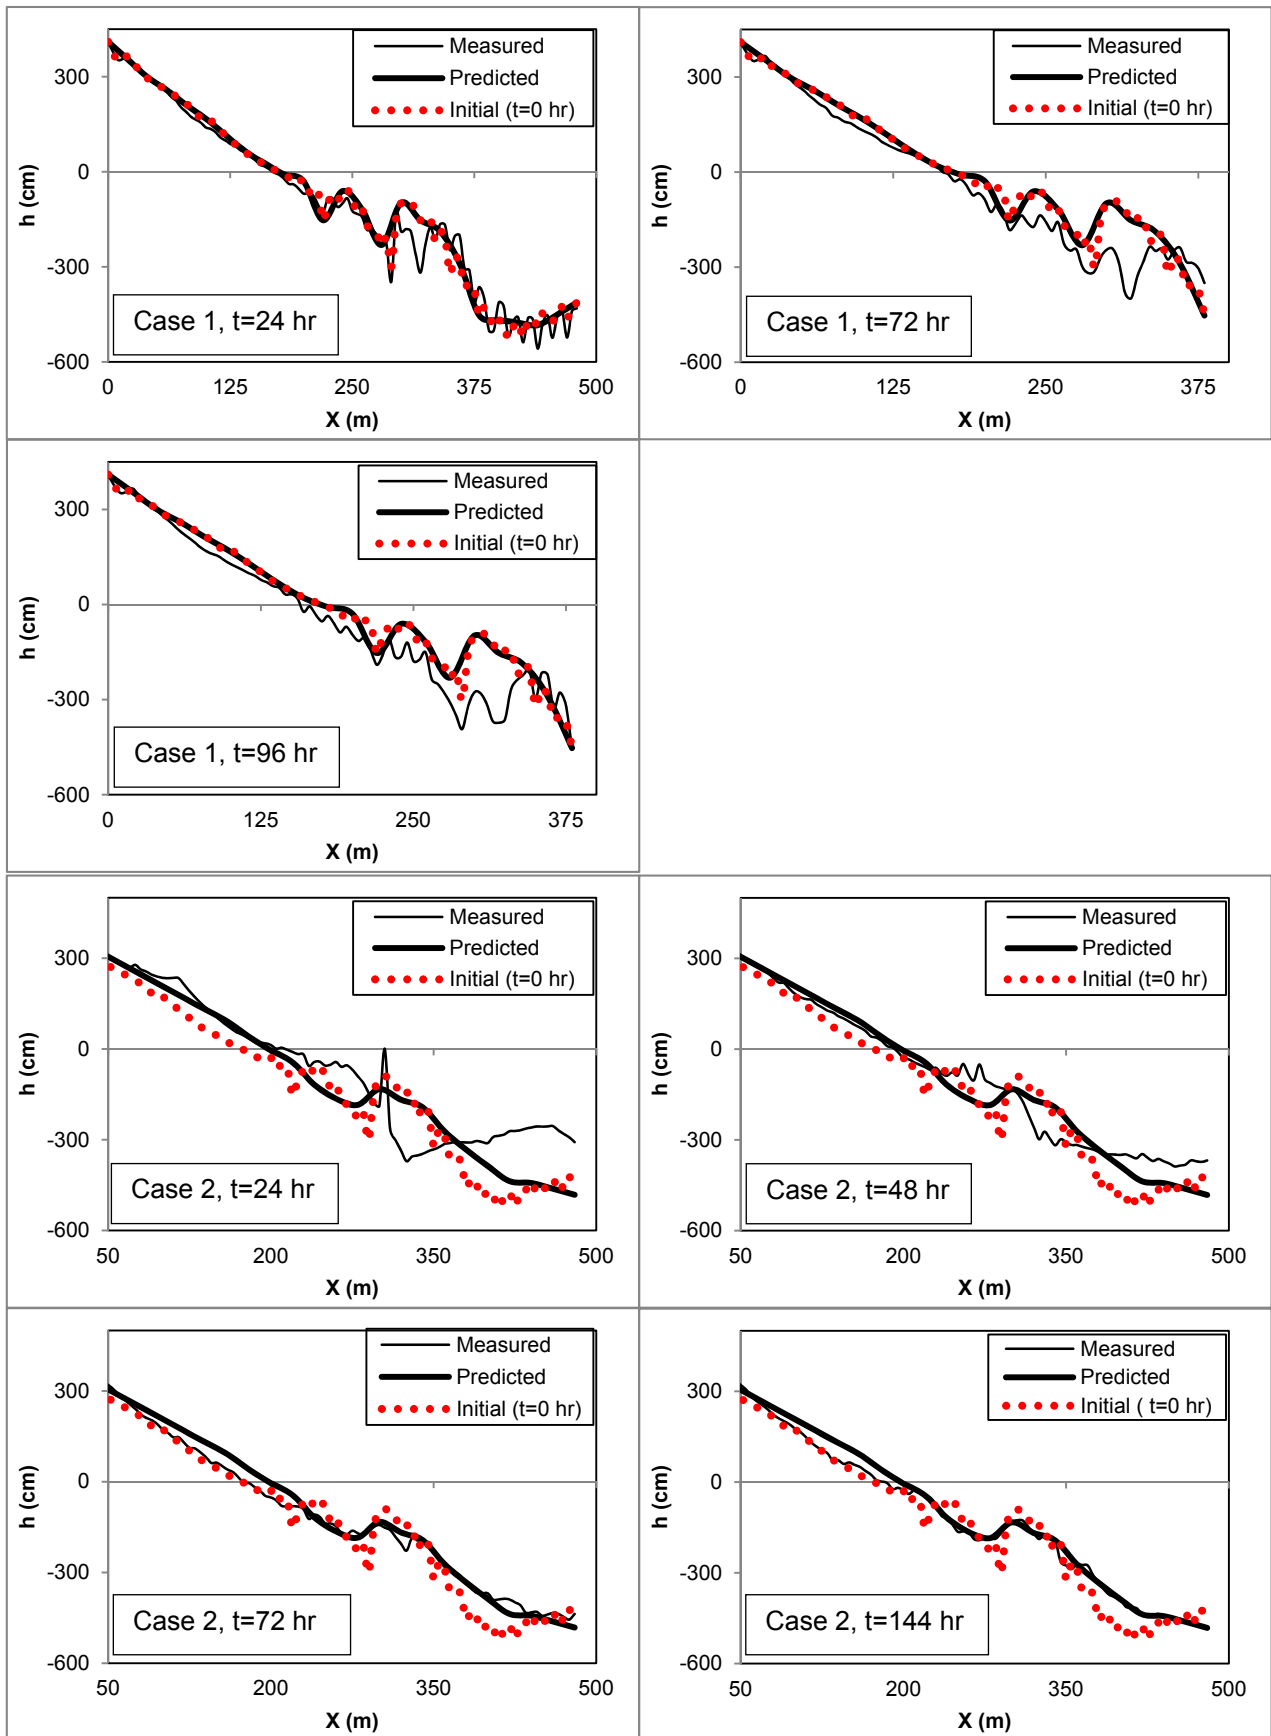 Measured
Predicted
Initial (t=0 hr)
300
0
-300
-600
h (cm)
Case 1, t=24 hr
0
125
250
375
500
X (m)
Measured
Predicted
Initial (t=0 hr)
300
0
-300
-600
h (cm)
Case 1, t=72 hr
0
125
250
375
X (m)
Measured
Predicted
Initial (t=0 hr)
300
0
-300
-600
h (cm)
Case 1, t=96 hr
0
125
250
375
X (m)
Measured
Predicted
Initial (t=0 hr)
300
0
-300
-600
h (cm)
Case 2, t=24 hr
50
200
350
500
X (m)
Measured
Predicted
Initial (t=0 hr)
300
0
-300
-600
h (cm)
Case 2, t=48 hr
50
200
350
500
X (m)
Measured
Predicted
Initial (t=0 hr)
300
0
-300
-600
h (cm)
Case 2, t=72 hr
50
200
350
500
X (m)
Measured
Predicted
Initial ( t=0 hr)
300
0
-300
-600
h (cm)
Case 2, t=144 hr
50
200
350
500
X (m)